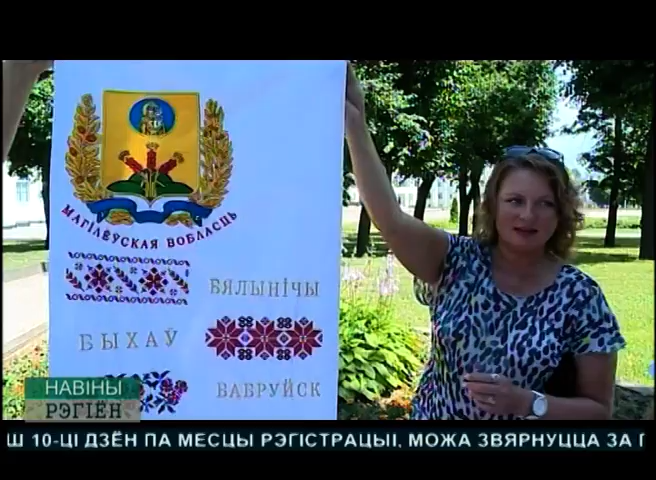 МАГІЛЁЎСКАЯ ВОБЛАСЦЬ
БЯЛЫНІЧЫ
БЫХАЎ
БАБРУЙСК
НАВІНЫ
РЭГІЁН
Ш 10-ЦІ ДЗЁН ПА МЕСЦЫ РЭГІСТРАЦЫІ, МОЖА ЗВЯРНУЦЦА ЗА